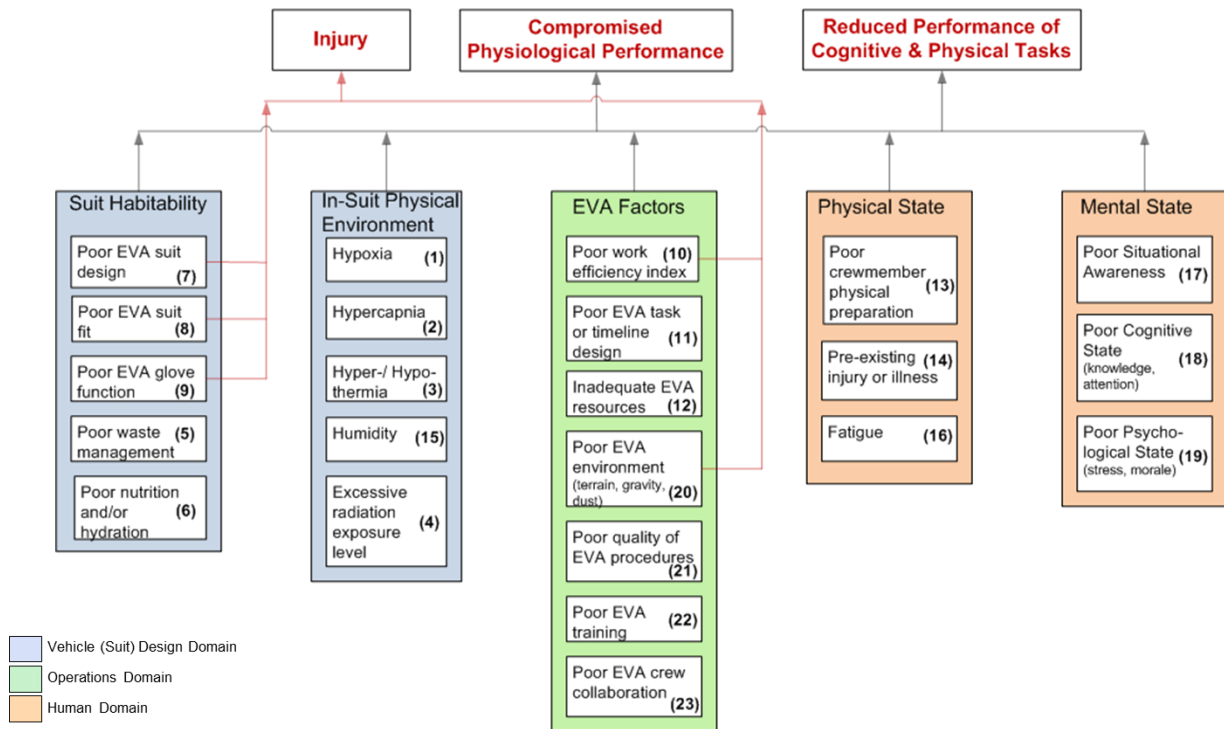 Injury
Compromised
Physiological Performance
Reduced Performance of
Cognitive & Physical Tasks
Suit Habitability
Poor EVA suit
design
(7)
Poor EVA suit
fit
(8)
Poor EVA glove
function
(9)
Poor waste
management
(5)
Poor nutrition
and/or
hydration
(6)
In-Suit Physical
Environment
Hypoxia
(1)
Hypercapnia
(2)
Hyper-/ Hypo-
thermia
(3)
Humidity
(15)
Excessive
radiation
exposure
level
(4)
EVA Factors
Poor work
efficiency index
(10)
Poor EVA task
or timeline
design
(11)
Inadequate EVA
resources
(12)
Poor EVA
environment
(terrain, gravity,
dust)
(20)
Poor quality of
EVA procedures
(21)
Poor EVA
training
(22)
Poor EVA crew
collaboration
(23)
Physical State
Poor
crewmember
physical
preparation
(13)
Pre-existing
injury or illness
(14)
Fatigue
(16)
Mental State
Poor Situational
Awareness
(17)
Poor Cognitive
State
(knowledge,
attention)
(18)
Poor Psycho-
logical State
(stress, morale)
(19)
Vehicle (Suit) Design Domain
Operations Domain
Human Domain